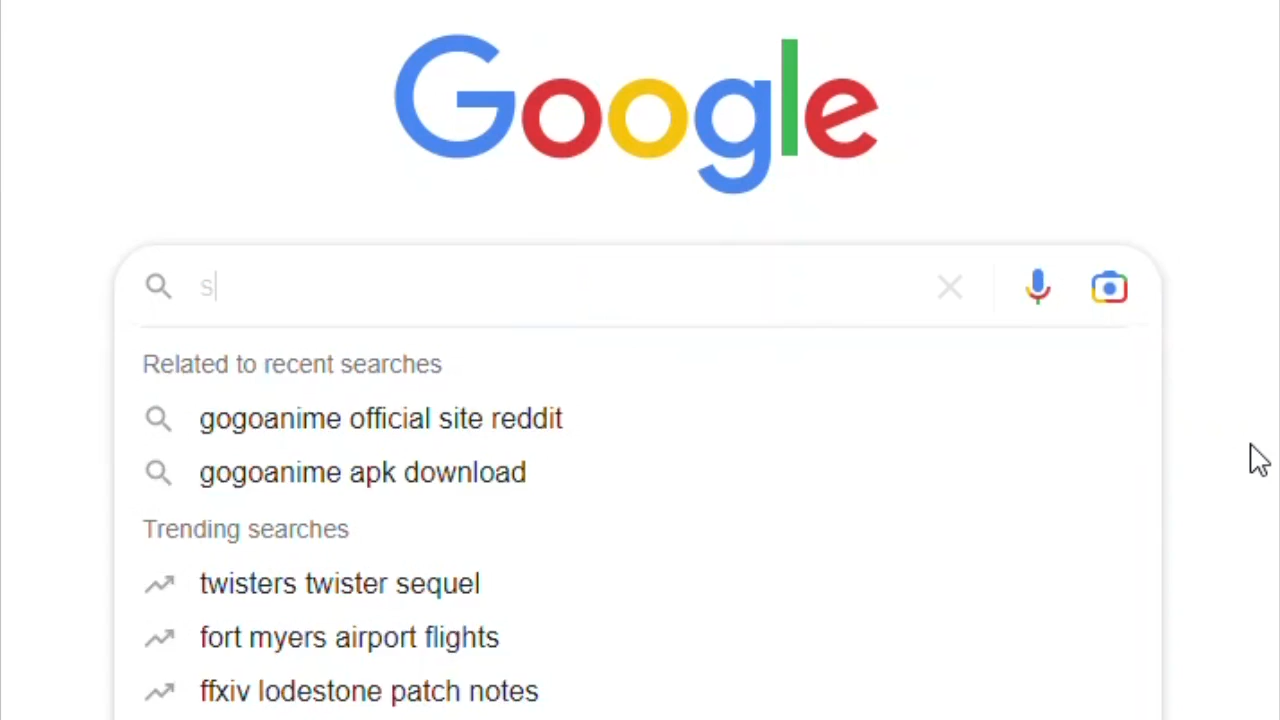 Google
s
Related to recent searches
gogoanime official site reddit
gogoanime apk download
Trending searches
twisters twister sequel
fort myers airport flights
ffxiv lodestone patch notes